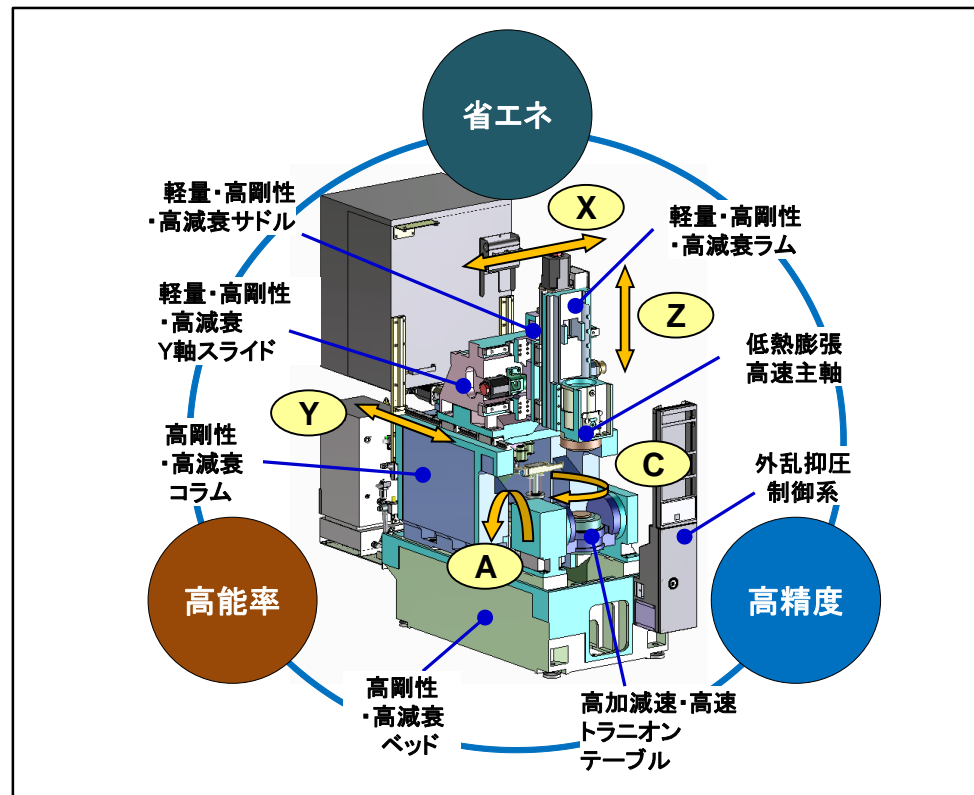 省エネ
軽量・高剛性
・高減衰サドル
X
軽量・高剛性
・高減衰ラム
軽量・高剛性
・高減衰
Y軸スライド
Z
低熱膨張
高速主軸
Y
高剛性
・高減衰
コラム
C
外乱抑圧
制御系
A
高能率
高精度
高剛性
・高減衰
ベッド
高加減速・高速
トラニオン
テーブル